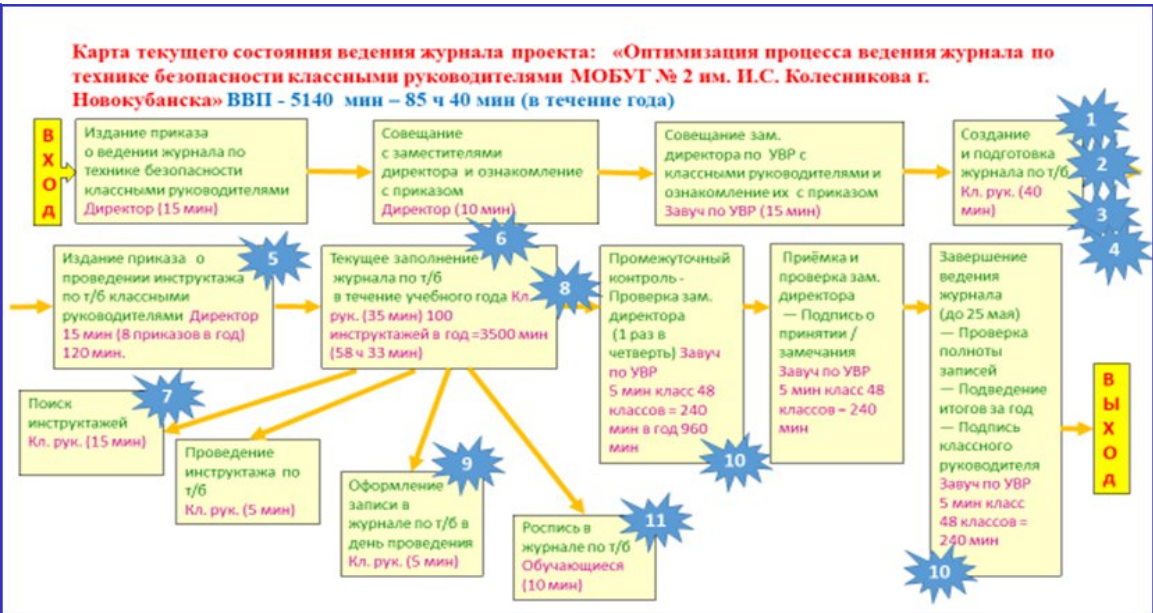 Карта текущего состояния ведения журнала проекта: «Оптимизация процесса ведения журнала по
технике безопасности классными руководителями МОБУГ № 2 им. И.С. Колесникова г.
Новокубанска» ВВП - 5140 мин – 85 ч 40 мин (в течение года)
В
Х
О
Д
Издание приказа
о ведении журнала по
технике безопасности
классными руководителями
Директор (15 мин)
Совещание
с заместителями
директора и ознакомление
с приказом
Директор (10 мин)
Совещание зам.
директора по УВР с
классными руководителями и
ознакомление их с приказом
Завуч по УВР (15 мин)
Создание
и подготовка
журнала по т/б
Кл. рук. (40
мин)
1
2
3
4
Издание приказа о
проведении инструктажа
по т/б классными
руководителями Директор
15 мин (8 приказов в год)
120 мин.
5
Текущее заполнение
журнала по т/б
в течение учебного года Кл.
рук. (35 мин) 100
инструктажей в год =3500 мин
(58 ч 33 мин)
6
8
Промежуточный
контроль -
Проверка зам.
директора
(1 раз в
четверть) Завуч
по УВР
5 мин класс 48
классов = 240
мин в год 960
мин
10
Приёмка и
проверка зам.
директора
— Подпись о
принятии /
замечания
Завуч по УВР
5 мин класс 48
классов = 240
мин
Завершение
ведения
журнала
(до 25 мая)
— Проверка
полноты
записей
— Подведение
итогов за год
— Подпись
классного
руководителя
Завуч по УВР
5 мин класс
48 классов =
240 мин
10
В
Ы
Х
О
Д
Поиск
инструктажей
Кл. рук. (15 мин)
7
Проведение
инструктажа по
т/б
Кл. рук. (5 мин)
Оформление
записи в
журнале по т/б в
день проведения
Кл. рук. (5 мин)
9
Роспись в
журнале по т/б
Обучающиеся
(10 мин)
11